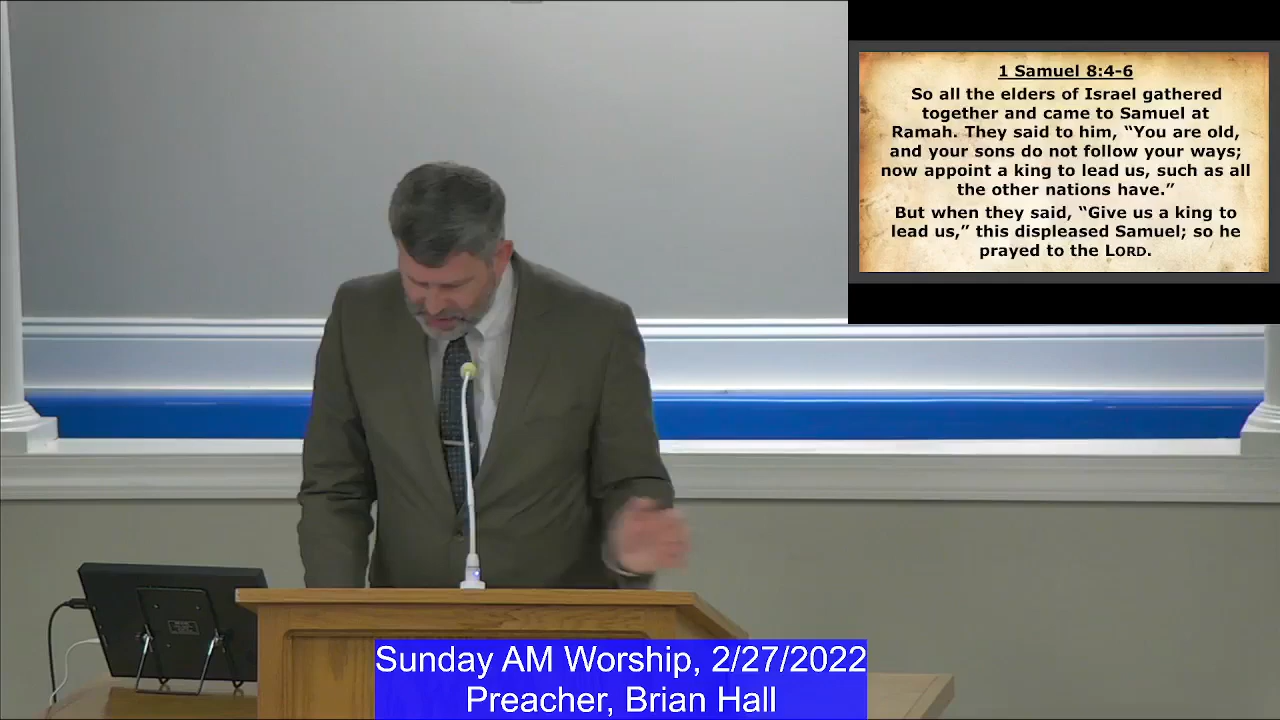 1 Samuel 8:4-6
So all the elders of Israel gathered
together and came to Samuel at
Ramah. They said to him, “You are old,
and your sons do not follow your ways;
now appoint a king to lead us, such as all
the other nations have.”
But when they said, “Give us a king to
lead us,” this displeased Samuel; so he
prayed to the LORD.
Sunday AM Worship, 2/27/2022
Preacher, Brian Hall